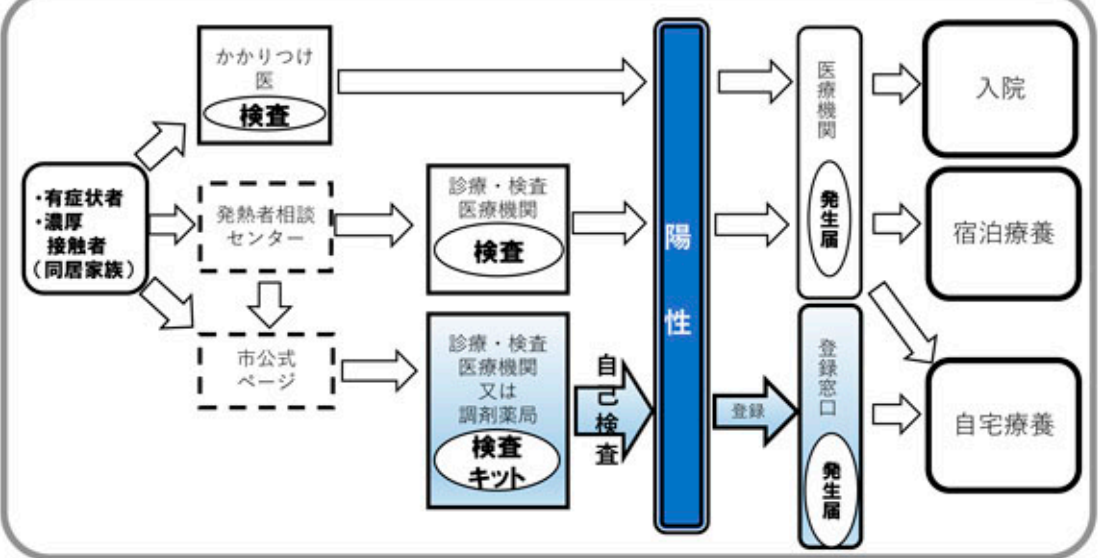 ・有症状者
・濃厚
接触者
(同居家族)
かかりつけ
医
検査
発熱者相談
センター
市公式
ページ
診療・検査
医療機関
検査
診療・検査
医療機関
又は
調剤薬局
検査
キット
自己検査
陽性
登録
医療機関
発生届
登録窓口
発生届
入院
宿泊療養
自宅療養